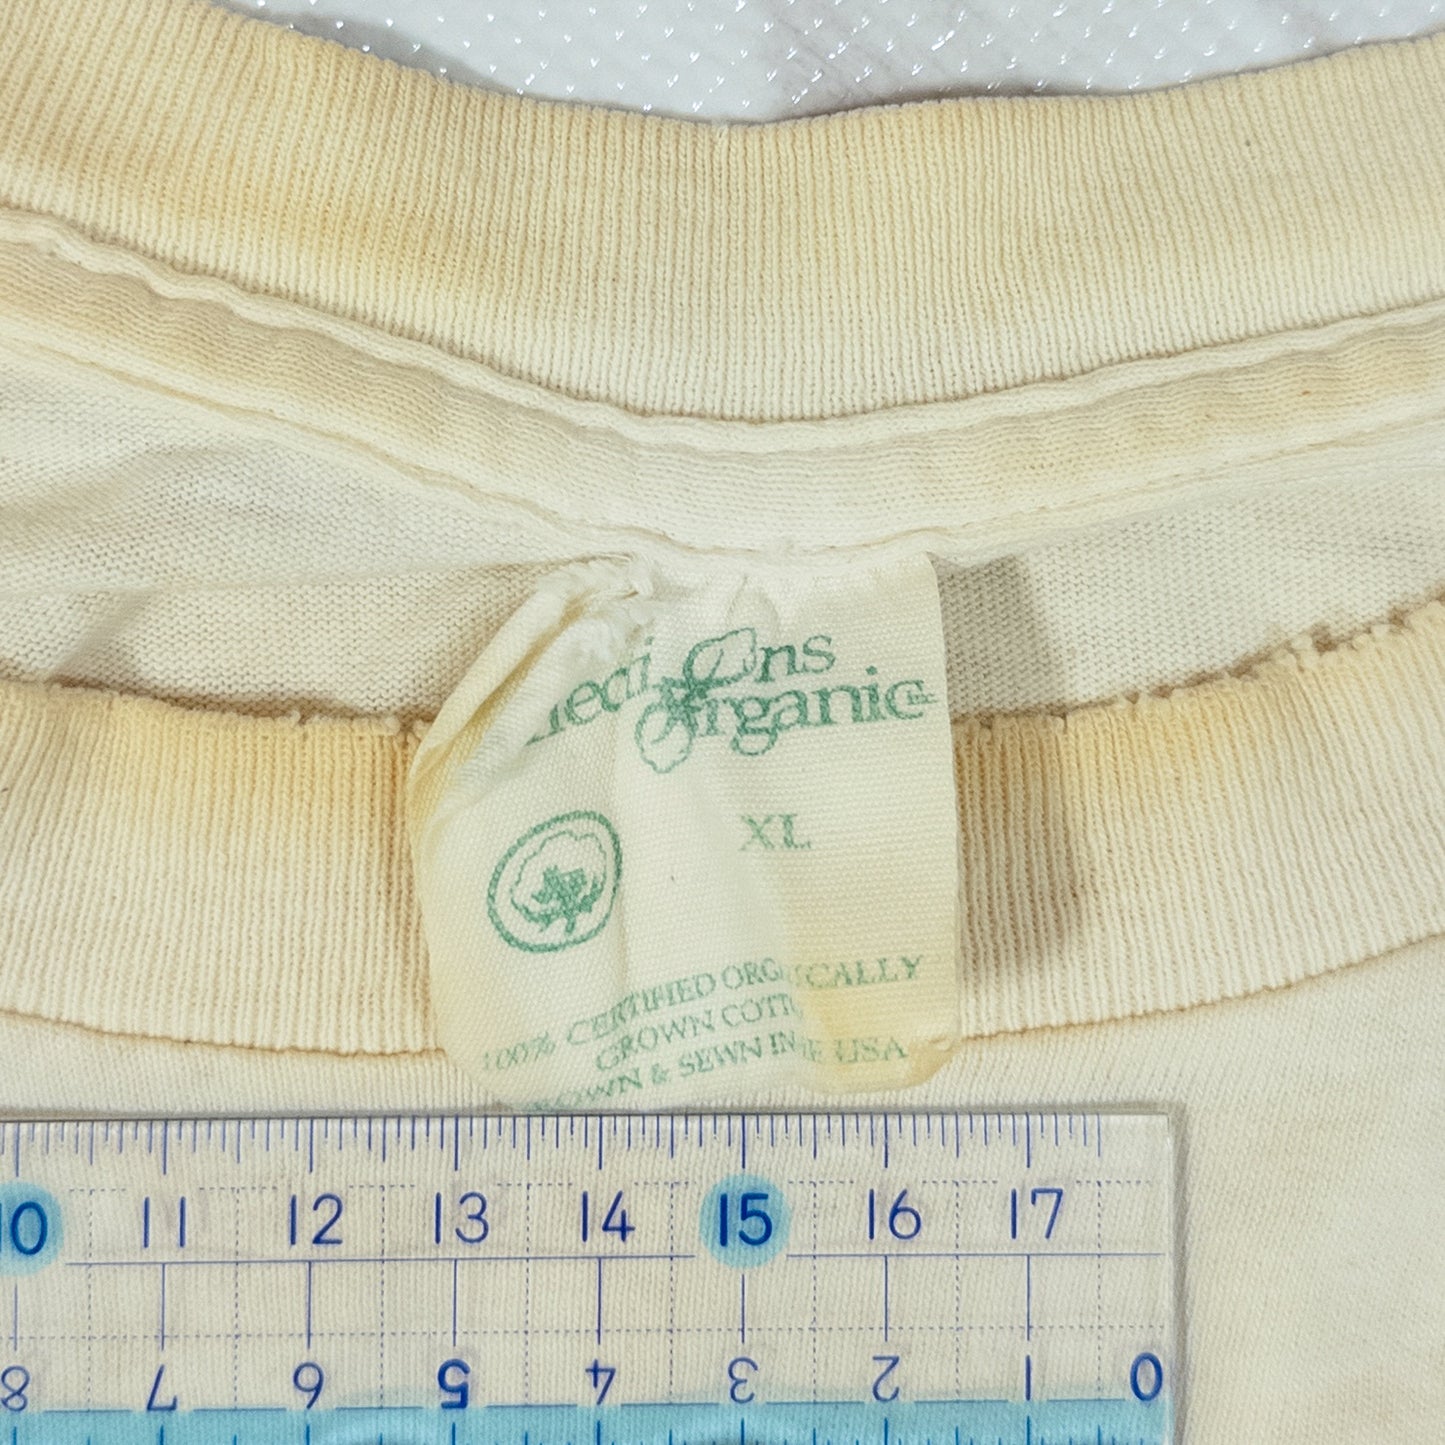 Organic
XL
100% CERTIFIED ORGANICALLY
GROWN COTTON
GROWN & SEWN IN THE USA
10 11 12 13 14 15 16 17
8 7 6 5 4 3 2 1 0